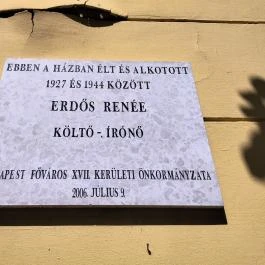 EBBEN A HÁZBAN ÉLT ÉS ALKOTOTT
1927 ÉS 1944 KÖZÖTT
ERDŐS RENÉE
KÖLTŐ-, ÍRÓNŐ
APEST FŐVÁROS XVII. KERÜLETI ÖNKORMÁNYZATA
2006. JÚLIUS 9.